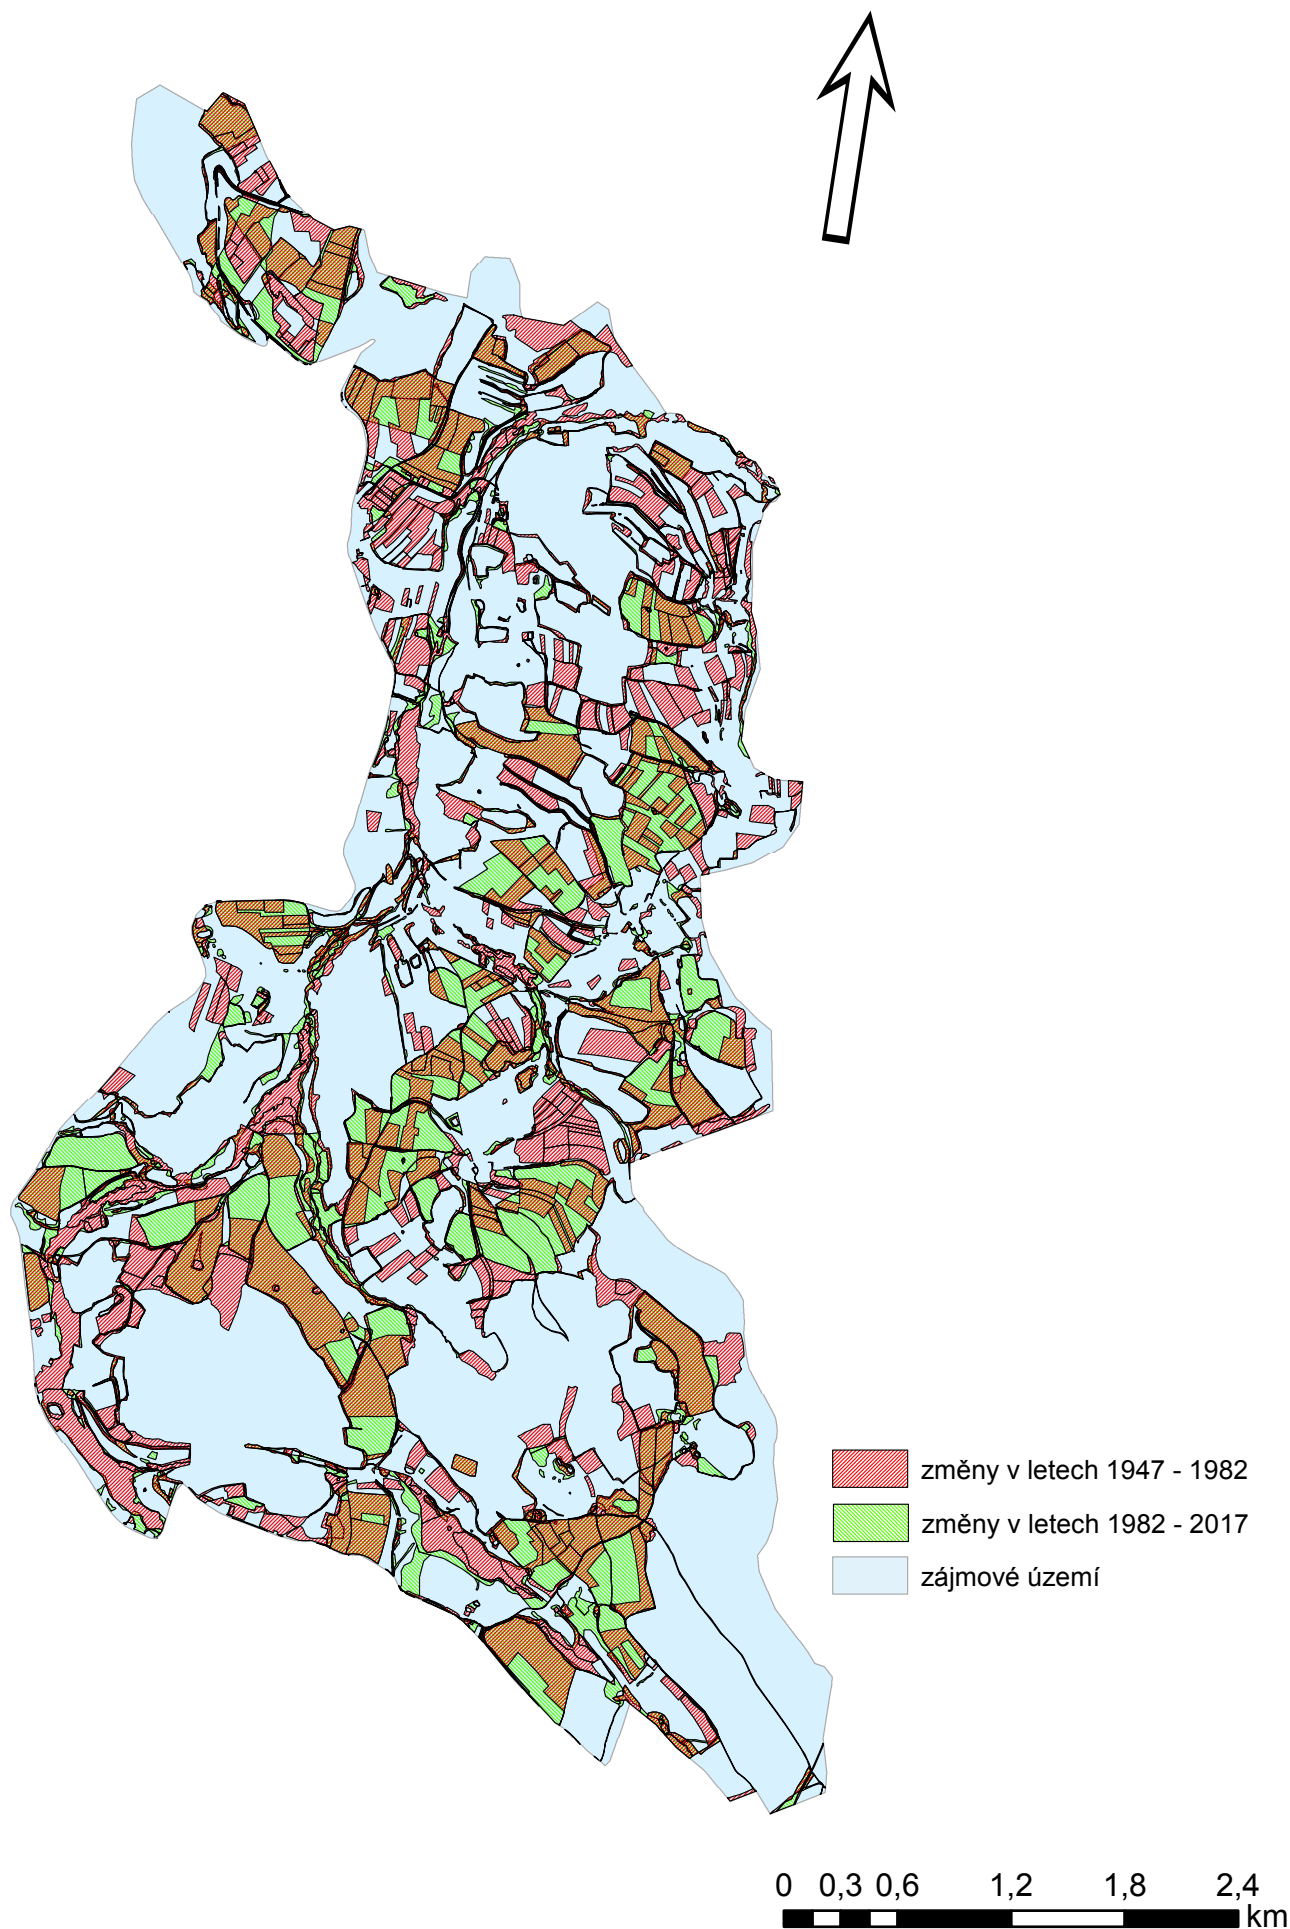 změny v letech 1947 - 1982
změny v letech 1982 - 2017
zájmové území
0 0,3 0,6 1,2 1,8 2,4
km